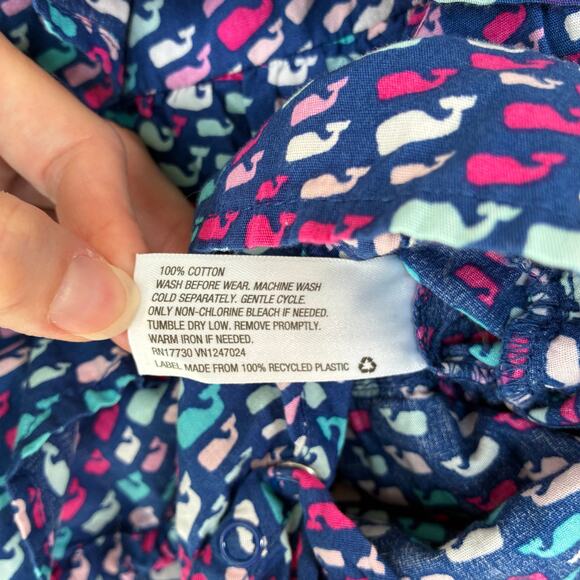 100% COTTON
WASH BEFORE WEAR. MACHINE WASH
COLD SEPARATELY. GENTLE CYCLE.
ONLY NON-CHLORINE BLEACH IF NEEDED.
TUMBLE DRY LOW. REMOVE PROMPTLY.
WARM IRON IF NEEDED.
RN17730 VN1247024
LABEL MADE FROM 100% RECYCLED PLASTIC